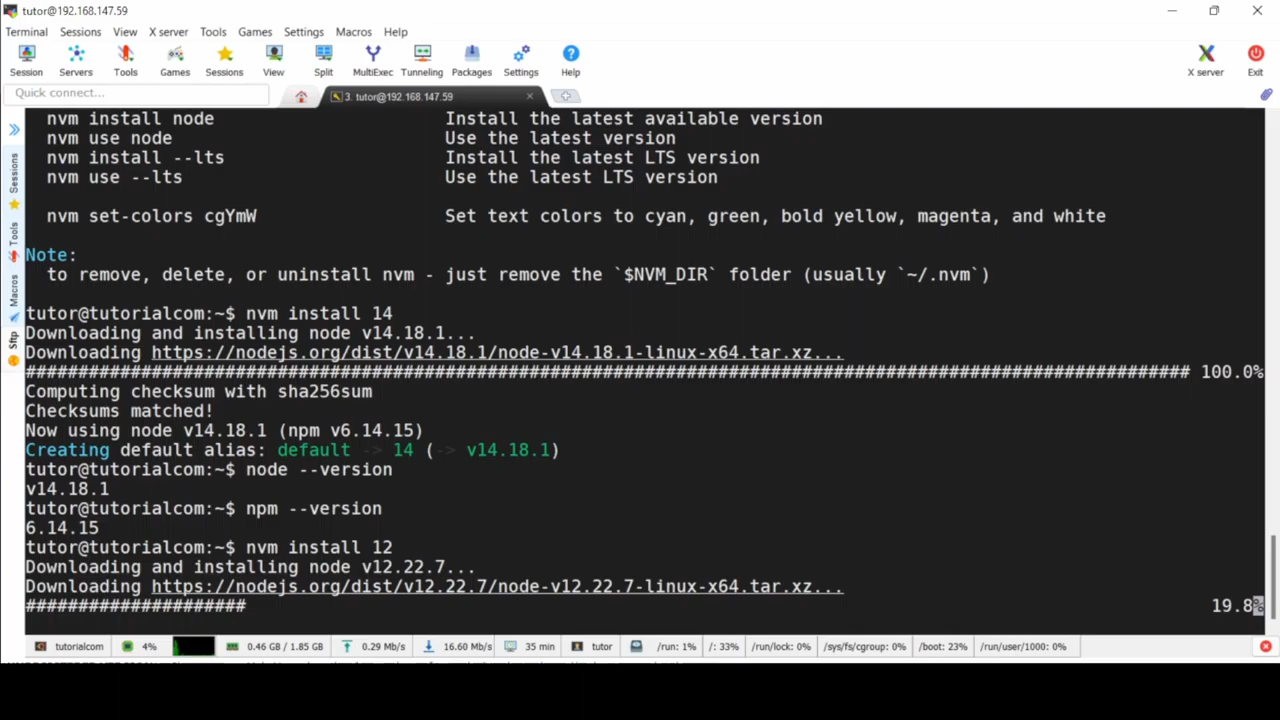 tutor@192.168.147.59
Terminal Sessions View X server Tools Games Settings Macros Help
Session Servers Tools Games Sessions View Split MultiExec Tunneling Packages Settings Help X server Exit
Quick connect...
3. tutor@192.168.147.59
Sessions
Tools
Macros
Sftp
nvm install node Install the latest available version
nvm use node Use the latest version
nvm install --lts Install the latest LTS version
nvm use --lts Use the latest LTS version
nvm set-colors cgYmW Set text colors to cyan, green, bold yellow, magenta, and white
Note:
to remove, delete, or uninstall nvm - just remove the `$NVM_DIR` folder (usually `~/.nvm`)
tutor@tutorialcom:~$ nvm install 14
Downloading and installing node v14.18.1...
Downloading https://nodejs.org/dist/v14.18.1/node-v14.18.1-linux-x64.tar.xz...
############################################################################################################### 100.0%
Computing checksum with sha256sum
Checksums matched!
Now using node v14.18.1 (npm v6.14.15)
Creating default alias: default -> 14 (-> v14.18.1)
tutor@tutorialcom:~$ node --version
v14.18.1
tutor@tutorialcom:~$ npm --version
6.14.15
tutor@tutorialcom:~$ nvm install 12
Downloading and installing node v12.22.7...
Downloading https://nodejs.org/dist/v12.22.7/node-v12.22.7-linux-x64.tar.xz...
##################### 19.8%
tutorialcom 4% 0.46 GB / 1.85 GB 0.29 Mb/s 16.60 Mb/s 35 min tutor /run: 1% /: 33% /run/lock: 0% /sys/fs/cgroup: 0% /boot: 23% /run/user/1000: 0%